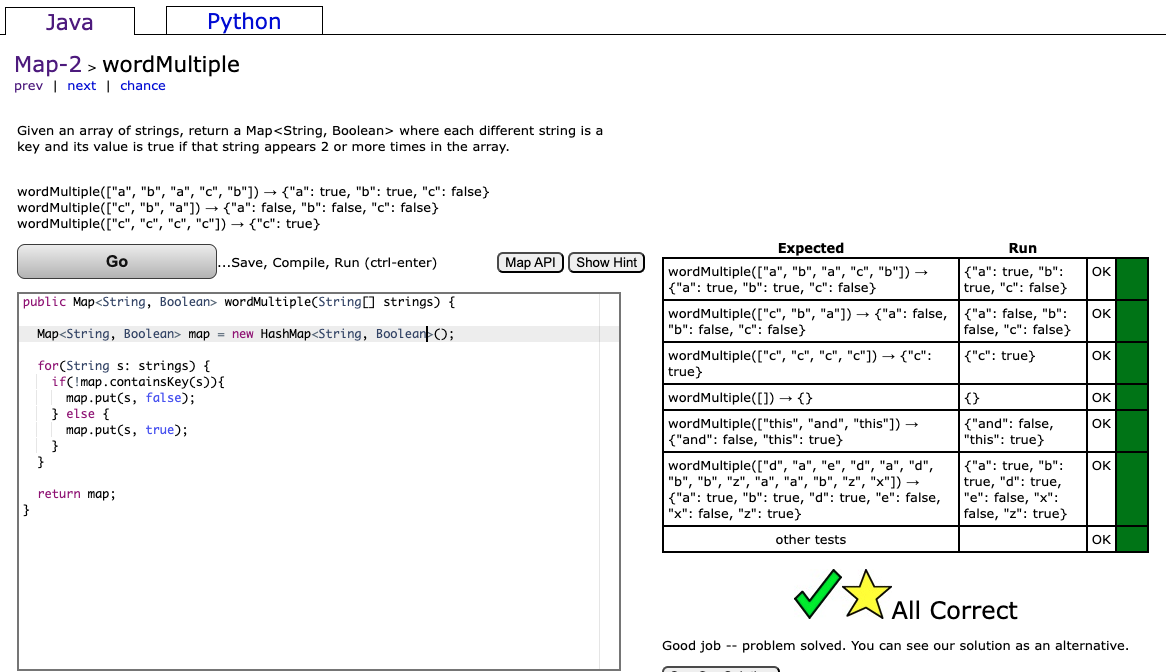 Java
Python
Map-2 > wordMultiple
prev | next | chance
Given an array of strings, return a Map<String, Boolean> where each different string is a
key and its value is true if that string appears 2 or more times in the array.
wordMultiple(["a", "b", "a", "c", "b"]) → {"a": true, "b": true, "c": false}
wordMultiple(["c", "b", "a"]) → {"a": false, "b": false, "c": false}
wordMultiple(["c", "c", "c", "c"]) → {"c": true}
Go
...Save, Compile, Run (ctrl-enter)
Map API
Show Hint
public Map<String, Boolean> wordMultiple(String[] strings) {
Map<String, Boolean> map = new HashMap<String, Boolean>();
for(String s: strings) {
if(!map.containsKey(s)){
map.put(s, false);
} else {
map.put(s, true);
}
}
return map;
}
Expected
Run
wordMultiple(["a", "b", "a", "c", "b"]) →
{"a": true, "b": true, "c": false}
{"a": true, "b":
true, "c": false}
OK
wordMultiple(["c", "b", "a"]) → {"a": false,
"b": false, "c": false}
{"a": false, "b":
false, "c": false}
OK
wordMultiple(["c", "c", "c", "c"]) → {"c":
true}
{"c": true}
OK
wordMultiple([]) → {}
{}
OK
wordMultiple(["this", "and", "this"]) →
{"and": false, "this": true}
{"and": false,
"this": true}
OK
wordMultiple(["d", "a", "e", "d", "a", "d",
"b", "b", "z", "a", "a", "b", "z", "x"]) →
{"a": true, "b": true, "d": true, "e": false,
"x": false, "z": true}
{"a": true, "b":
true, "d": true,
"e": false, "x":
false, "z": true}
OK
other tests
OK
All Correct
Good job -- problem solved. You can see our solution as an alternative.